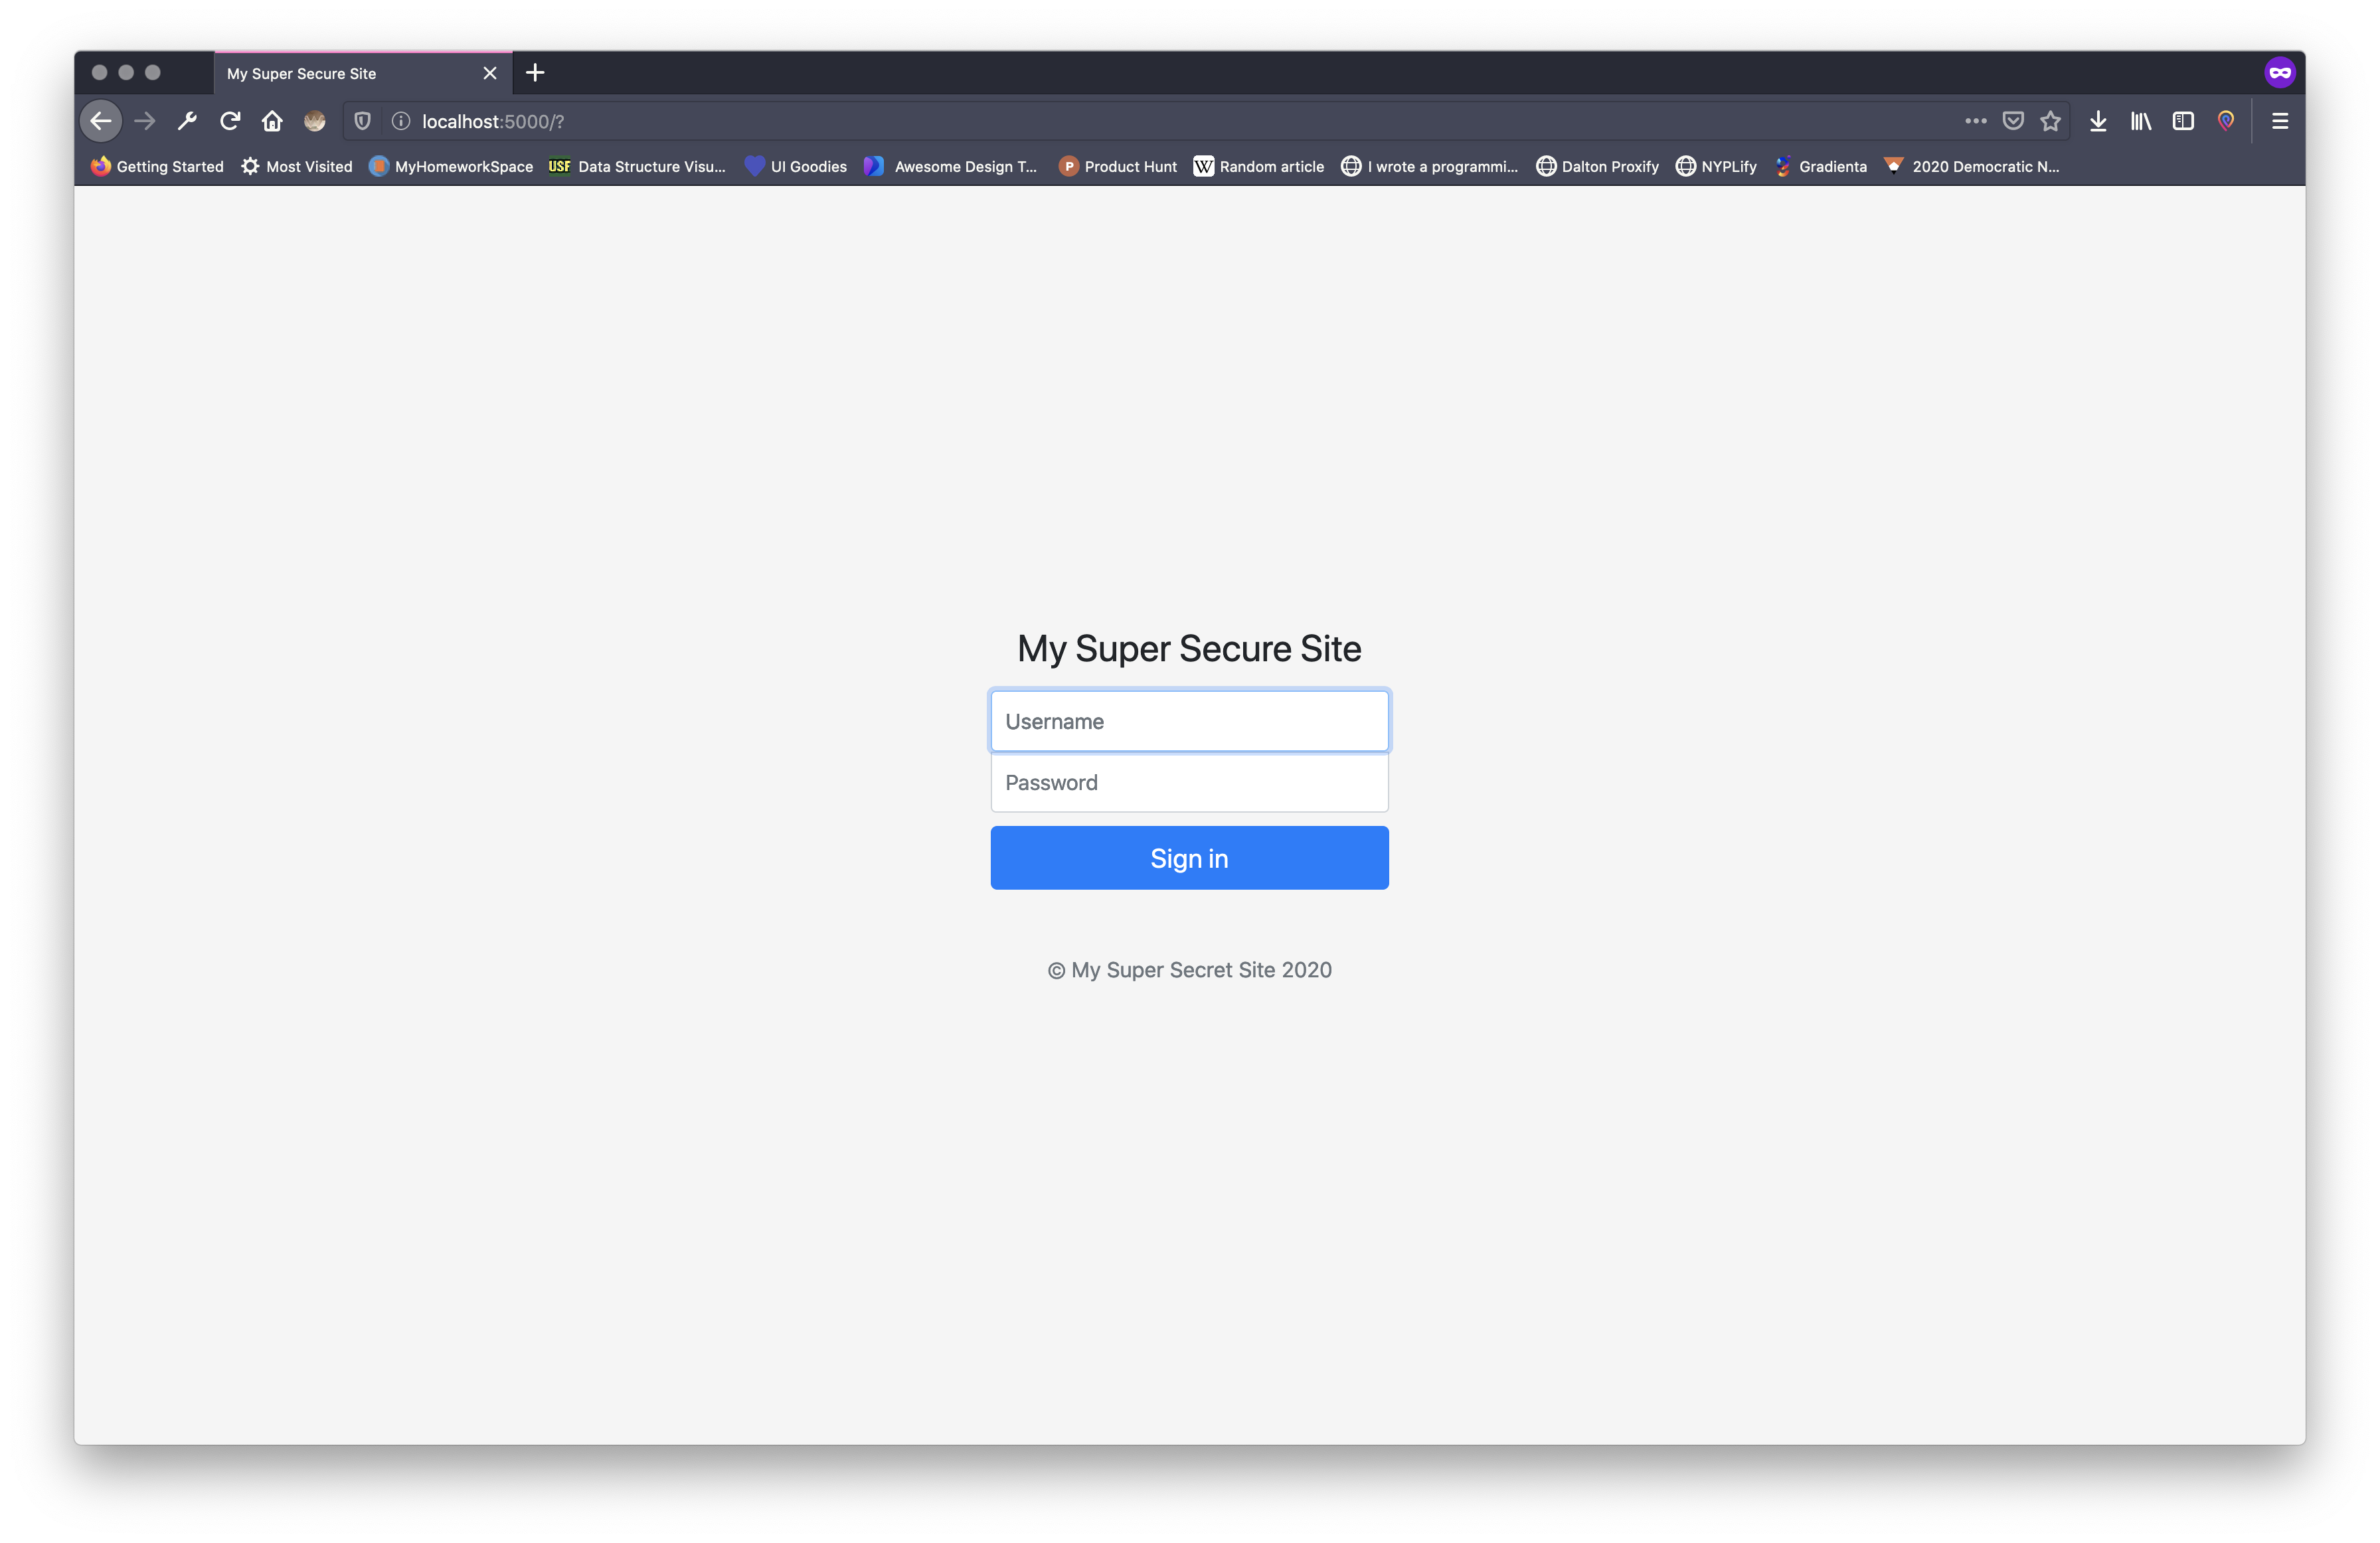 My Super Secure Site
localhost:5000/?
Getting Started Most Visited MyHomeworkSpace USF Data Structure Visu... UI Goodies Awesome Design T... P Product Hunt W Random article I wrote a programmi... Dalton Proxify NYPLify Gradienta 2020 Democratic N...
My Super Secure Site
Username
Password
Sign in
© My Super Secret Site 2020